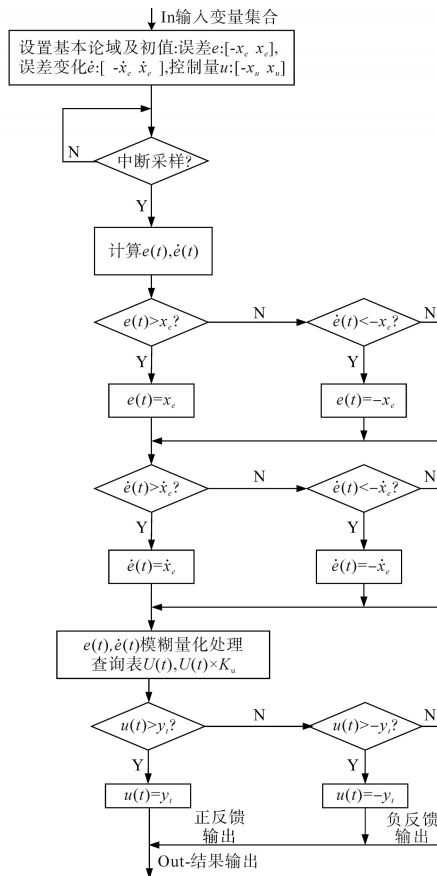 In输入变量集合
设置基本论域及初值:误差e:[-xₑ xₑ],
误差变化ė:[ -ẋₑ ẋₑ ],控制量u:[-xᵤ xᵤ]
中断采样?
N
Y
计算e(t),ė(t)
e(t)>xₑ?
N
ė(t)<-xₑ?
N
Y
Y
e(t)=xₑ
e(t)=-xₑ
ė(t)>ẋₑ?
N
ė(t)<-ẋₑ?
N
Y
Y
ė(t)=ẋₑ
ė(t)=-ẋₑ
e(t),ė(t)模糊量化处理
查询表U(t),U(t)×Kᵤ
u(t)>yₜ?
N
u(t)>-yₜ?
N
Y
Y
u(t)=yₜ
u(t)=-yₜ
正反馈
输出
负反馈
输出
Out-结果输出